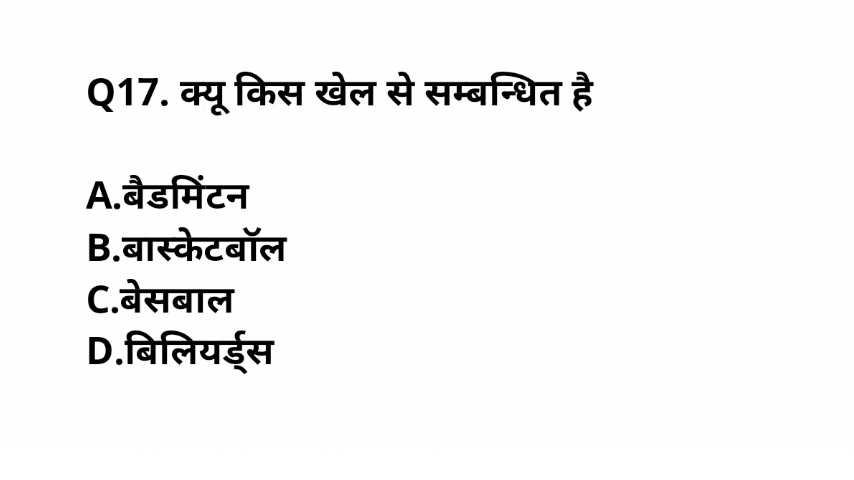 Q17. क्यू किस खेल से सम्बन्धित है
A.बैडमिंटन
B.बास्केटबॉल
C.बेसबाल
D.बिलियर्ड्स